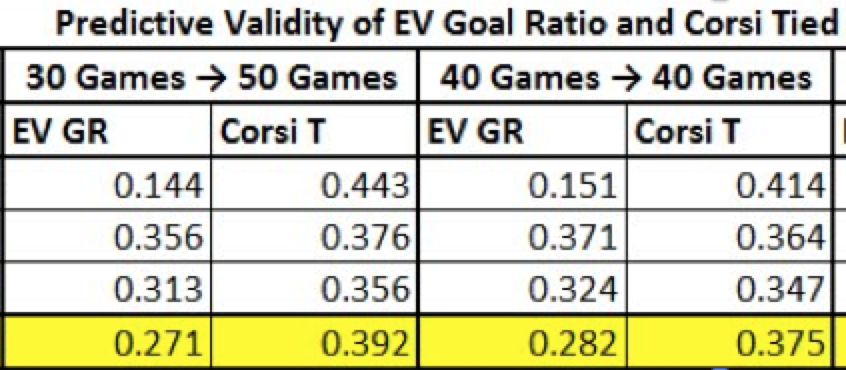 Predictive Validity of EV Goal Ratio and Corsi Tied
30 Games → 50 Games 40 Games → 40 Games
EV GR Corsi T EV GR Corsi T
0.144 0.443 0.151 0.414
0.356 0.376 0.371 0.364
0.313 0.356 0.324 0.347
0.271 0.392 0.282 0.375